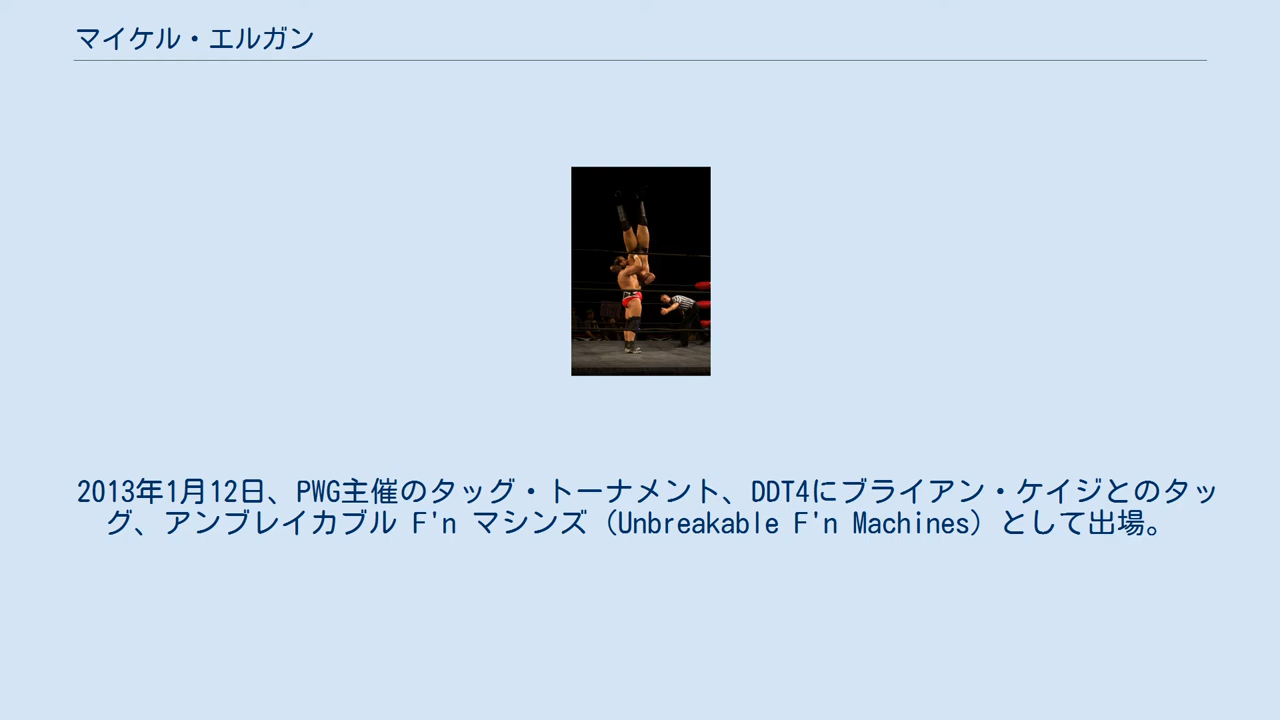 マイケル・エルガン
2013年1月12日、PWG主催のタッグ・トーナメント、DDT4にブライアン・ケイジとのタッ
グ、アンブレイカブル F'n マシンズ（Unbreakable F'n Machines）として出場。